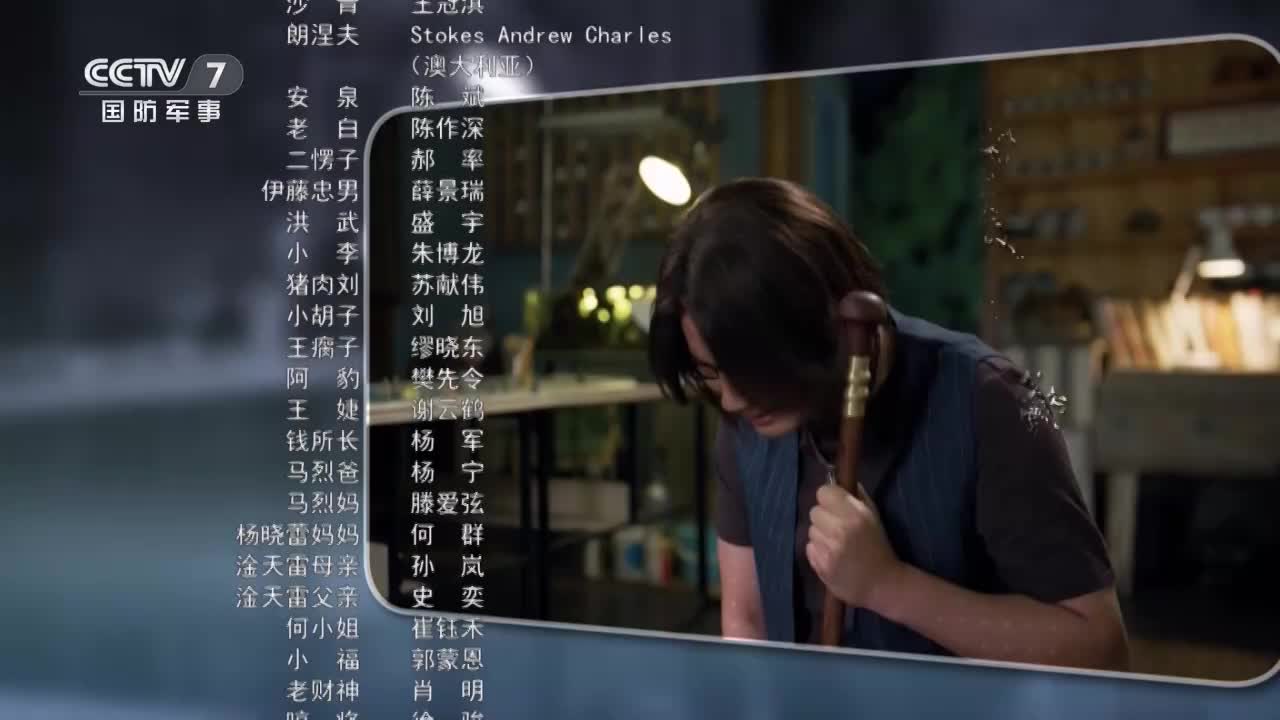 CCTV 7
国防军事
王冠淇
朗涅夫 Stokes Andrew Charles
（澳大利亚）
安 泉 陈 斌
老 白 陈作深
二愣子 郝 率
伊藤忠男 薛景瑞
洪 武 盛 宇
小 李 朱博龙
猪肉刘 苏献伟
小胡子 刘 旭
王瘸子 缪晓东
阿 豹 樊先令
王 婕 谢云鹤
钱所长 杨 军
马烈爸 杨 宁
马烈妈 滕爱弦
杨晓蕾妈妈 何 群
淦天雷母亲 孙 岚
淦天雷父亲 史 奕
何小姐 崔钰禾
小 福 郭蒙恩
老财神 肖 明